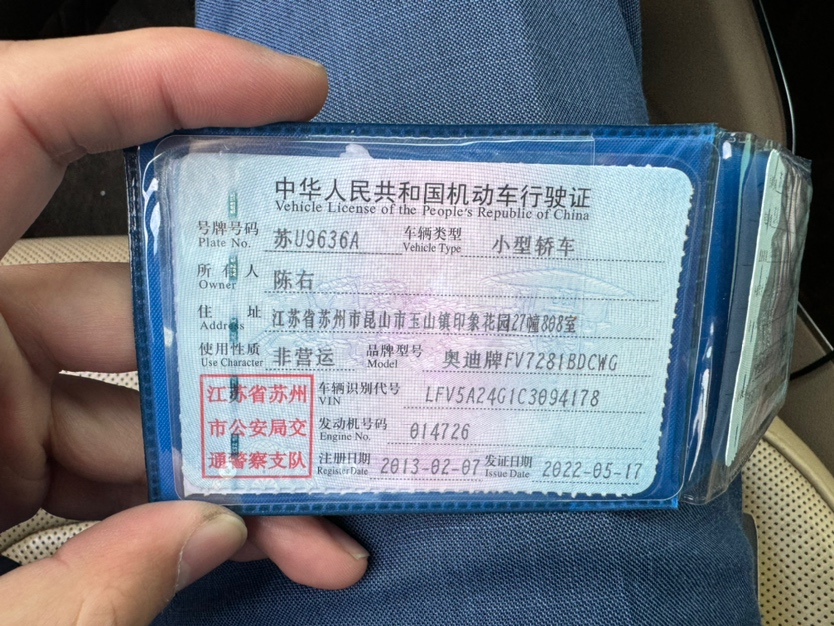 中华人民共和国机动车行驶证
Vehicle License of the People's Republic of China
号牌号码 苏U9636A 车辆类型 小型轿车
Plate No. Vehicle Type
所有人 陈右
Owner
住址 江苏省苏州市昆山市玉山镇印象花园27幢808室
Address
使用性质 非营运 品牌型号 奥迪牌FV7281BDCWG
Use Character Model
江苏省苏州 车辆识别代号 LFV5A24G1C3094178
VIN
市公安局交 发动机号码 014726
Engine No.
通警察支队 注册日期 2013-02-07 发证日期 2022-05-17
Register Date Issue Date